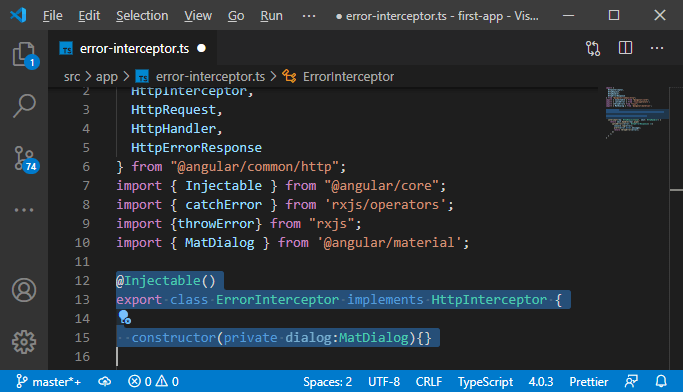 File Edit Selection View Go Run ··· error-interceptor.ts - first-app - Vis...
TS error-interceptor.ts
src > app > TS error-interceptor.ts > ErrorInterceptor
2 HttpInterceptor,
3 HttpRequest,
4 HttpHandler,
5 HttpErrorResponse
6 } from "@angular/common/http";
7 import { Injectable } from "@angular/core";
8 import { catchError } from 'rxjs/operators';
9 import {throwError} from "rxjs";
10 import { MatDialog } from '@angular/material';
11
12 @Injectable()
13 export class ErrorInterceptor implements HttpInterceptor {
14
15 constructor(private dialog:MatDialog){}
16
1
74
master*+ 0 0 Spaces: 2 UTF-8 CRLF TypeScript 4.0.3 Prettier